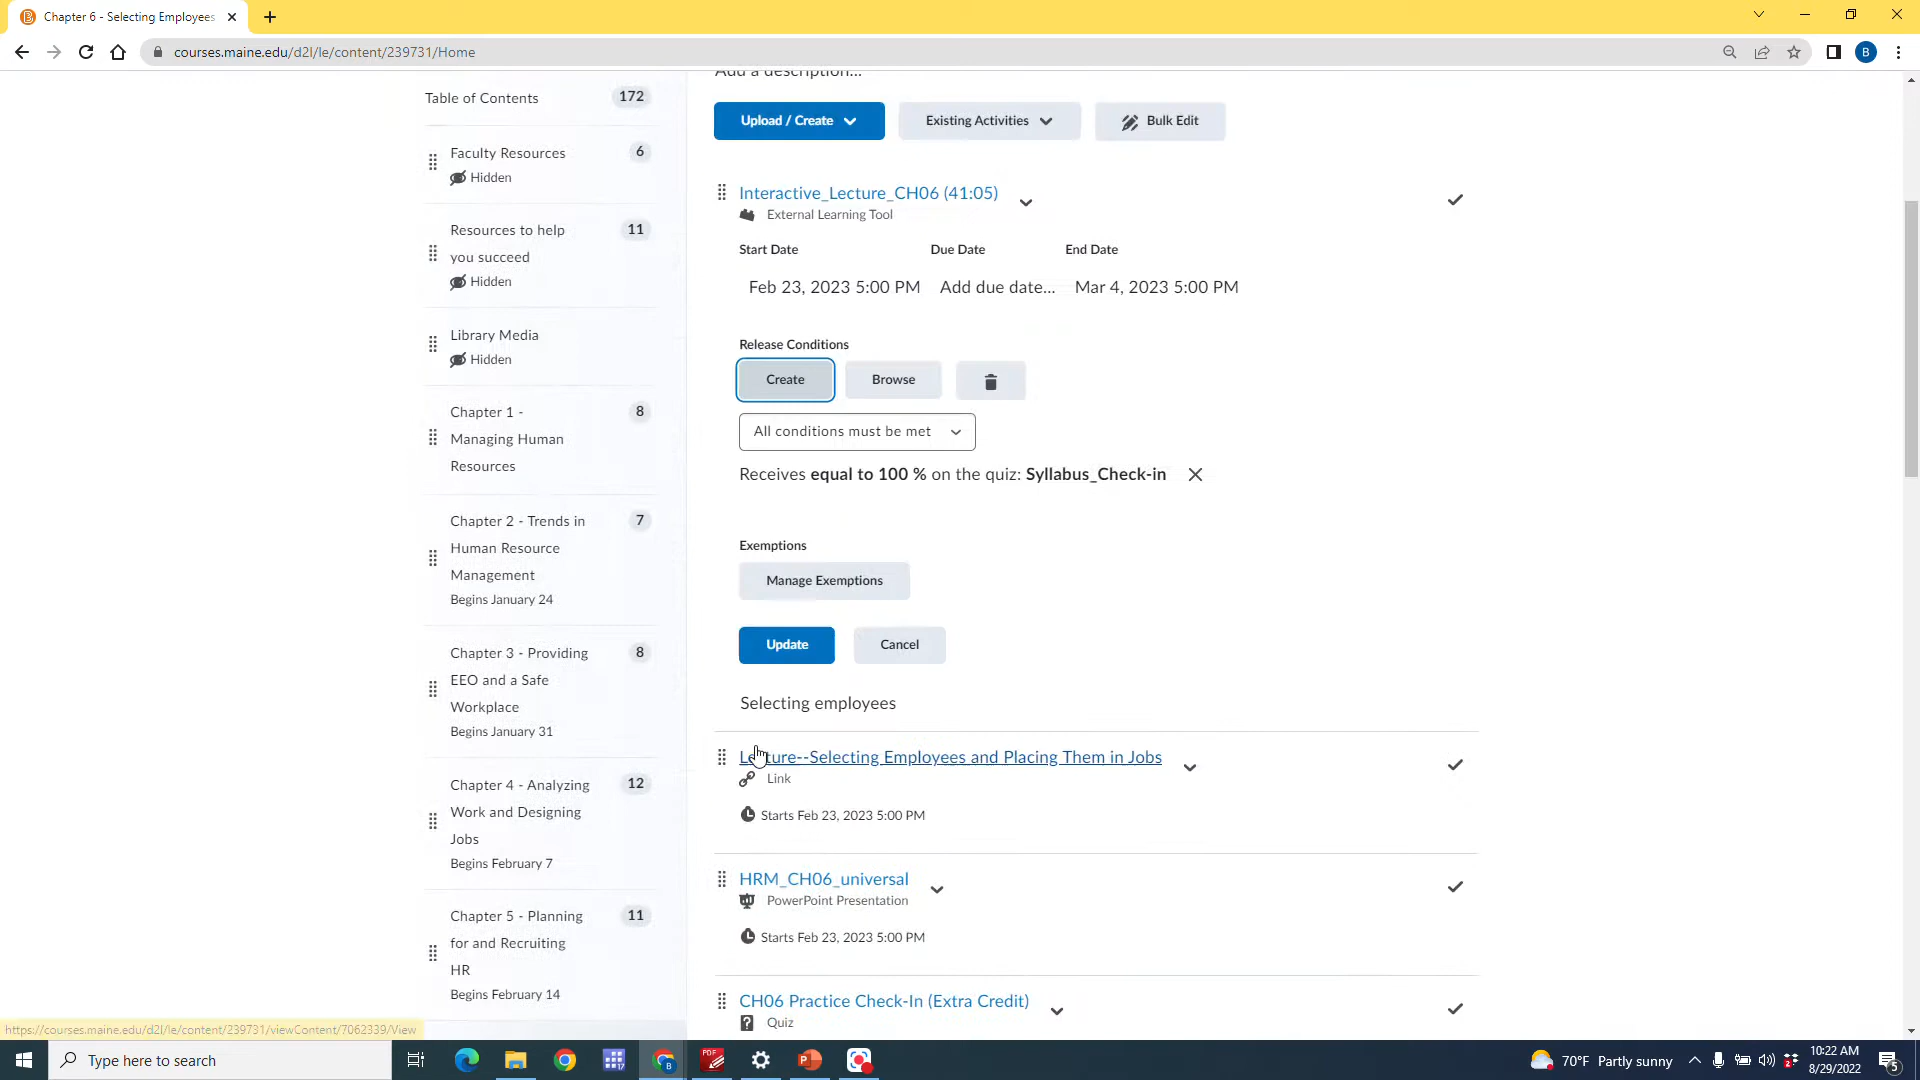 Chapter 6 - Selecting Employees
courses.maine.edu/d2l/le/content/239731/Home
B
Table of Contents 172
Faculty Resources 6
Hidden
Resources to help 11
you succeed
Hidden
Library Media
Hidden
Chapter 1 - 8
Managing Human
Resources
Chapter 2 - Trends in 7
Human Resource
Management
Begins January 24
Chapter 3 - Providing 8
EEO and a Safe
Workplace
Begins January 31
Chapter 4 - Analyzing 12
Work and Designing
Jobs
Begins February 7
Chapter 5 - Planning 11
for and Recruiting
HR
Begins February 14
Add a description...
Upload / Create Existing Activities Bulk Edit
Interactive_Lecture_CH06 (41:05)
External Learning Tool
Start Date Due Date End Date
Feb 23, 2023 5:00 PM Add due date... Mar 4, 2023 5:00 PM
Release Conditions
Create Browse
All conditions must be met
Receives equal to 100 % on the quiz: Syllabus_Check-in
Exemptions
Manage Exemptions
Update Cancel
Selecting employees
Lecture--Selecting Employees and Placing Them in Jobs
Link
Starts Feb 23, 2023 5:00 PM
HRM_CH06_universal
PowerPoint Presentation
Starts Feb 23, 2023 5:00 PM
CH06 Practice Check-In (Extra Credit)
Quiz
https://courses.maine.edu/d2l/le/content/239731/viewContent/7062339/View
Type here to search
70°F Partly sunny
10:22 AM
8/29/2022
5